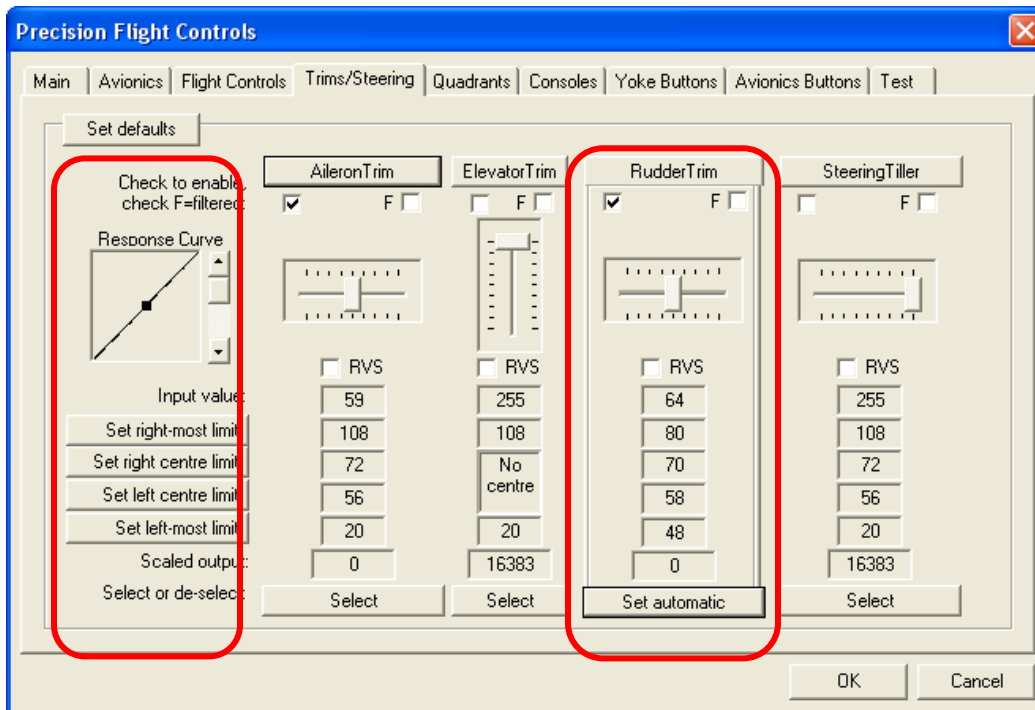 Precision Flight Controls
Main Avionics Flight Controls Trims/Steering Quadrants Consoles Yoke Buttons Avionics Buttons Test
Set defaults
AileronTrim ElevatorTrim RudderTrim SteeringTiller
Check to enable, F F F F
check F=filtered:
Response Curve
RVS RVS RVS RVS
Input value: 59 255 64 255
Set right-most limit 108 108 80 108
Set right centre limit 72 No centre 70 72
Set left centre limit 56 58 56
Set left-most limit 20 20 48 20
Scaled output: 0 16383 0 16383
Select or de-select: Select Select Set automatic Select
OK Cancel